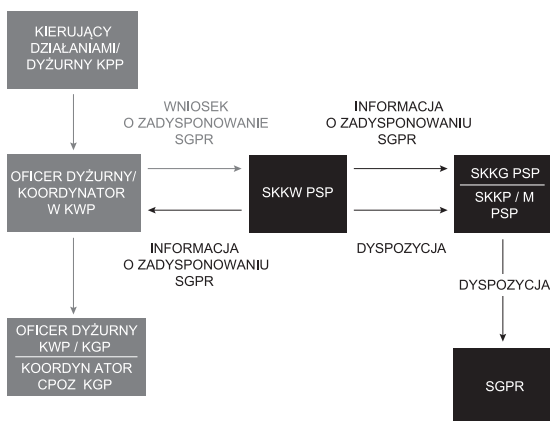 KIERUJĄCY
DZIAŁANIAMI/
DYŻURNY KPP
WNIOSEK
O ZADYSPONOWANIE
SGPR
INFORMACJA
O ZADYSPONOWANIU
SGPR
OFICER DYŻURNY/
KOORDYNATOR
W KWP
SKKW PSP
SKKG PSP
SKKP / M
PSP
INFORMACJA
O ZADYSPONOWANIU
SGPR
DYSPOZYCJA
DYSPOZYCJA
OFICER DYŻURNY
KWP / KGP
KOORDYN ATOR
CPOZ KGP
SGPR